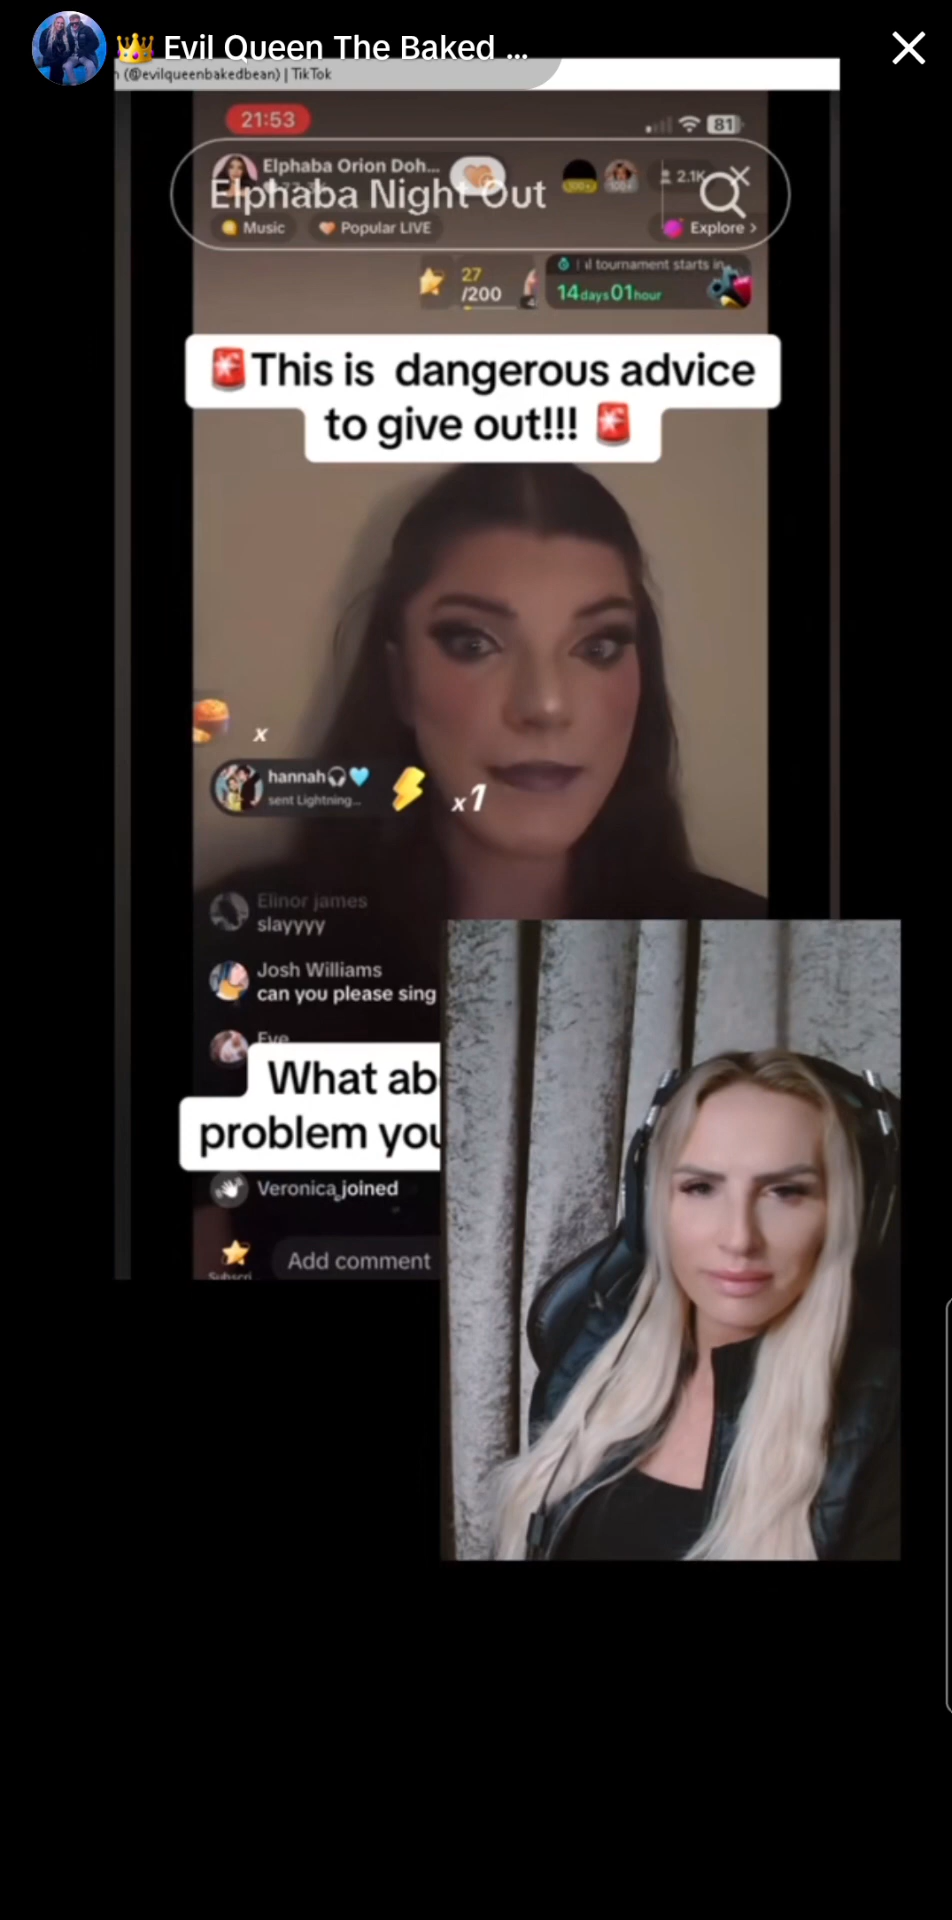 👑 Evil Queen The Baked ...
(@evilqueenbakedbean) | TikTok
21:53
81
Elphaba Orion Doh...
Elphaba Night Out
2.1K
Music
Popular LIVE
Explore >
27
/200
tournament starts in
14days01hour
🚨This is dangerous advice
to give out!!! 🚨
x
hannah🎧🩵
sent Lightning...
x1
Elinor james
slayyyy
Josh Williams
can you please sing
Eve
What ab
problem you
Veronica joined
Add comment